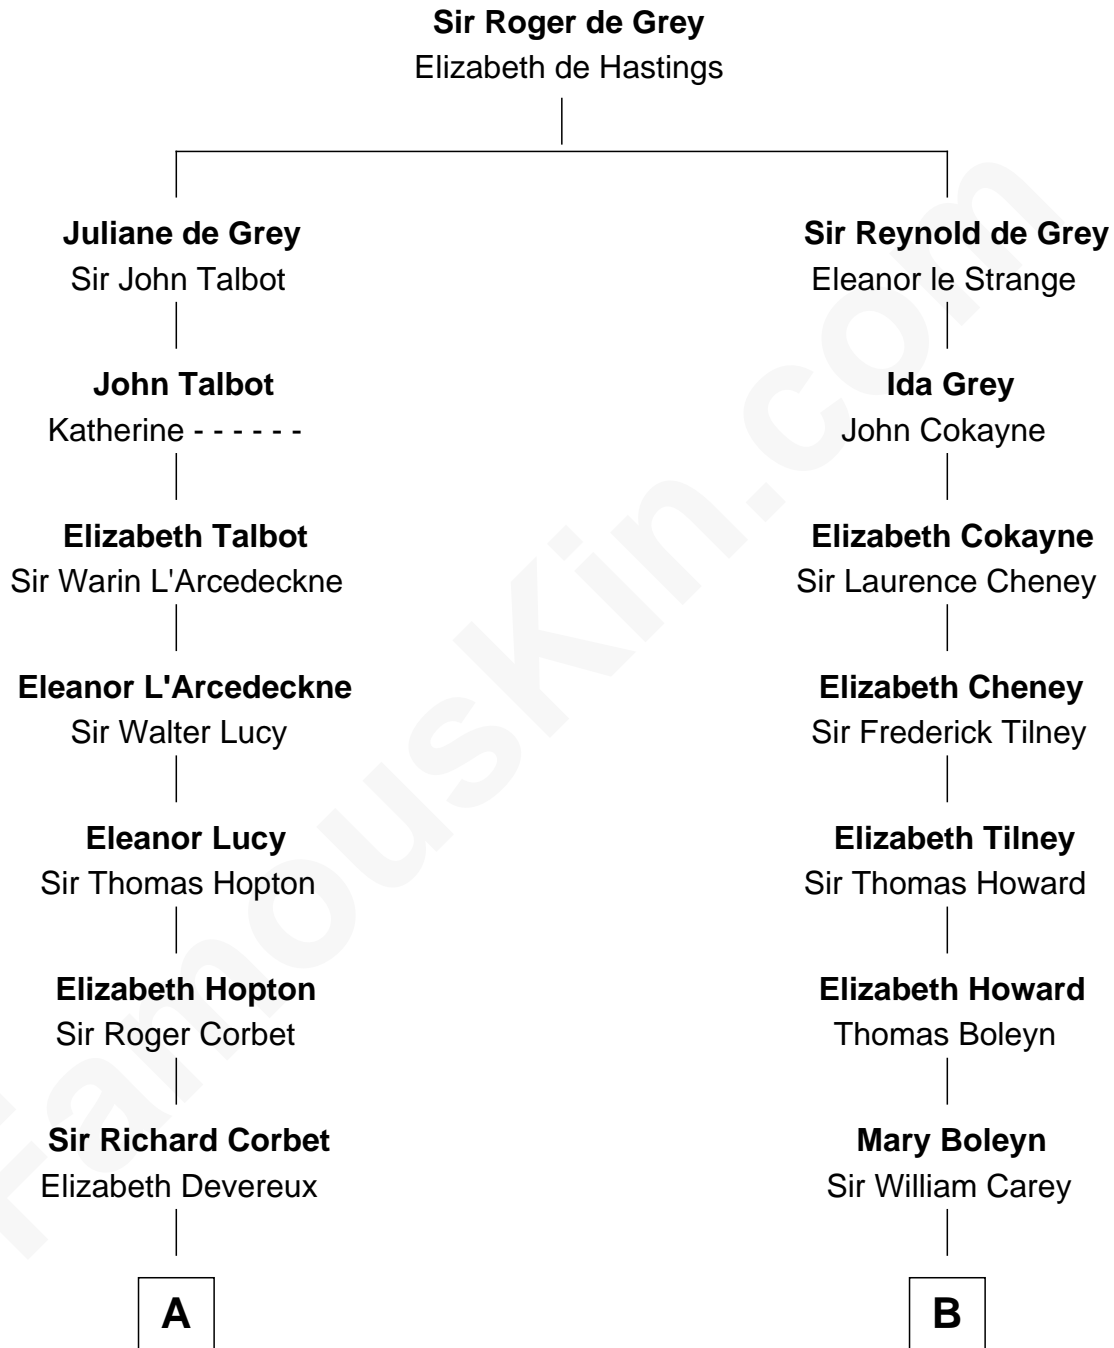 Sir Roger de Grey
Elizabeth de Hastings
Juliane de Grey
Sir John Talbot
John Talbot
Katherine - - - - - -
Elizabeth Talbot
Sir Warin L'Arcedeckne
Eleanor L'Arcedeckne
Sir Walter Lucy
Eleanor Lucy
Sir Thomas Hopton
Elizabeth Hopton
Sir Roger Corbet
Sir Richard Corbet
Elizabeth Devereux
A
Sir Reynold de Grey
Eleanor le Strange
Ida Grey
John Cokayne
Elizabeth Cokayne
Sir Laurence Cheney
Elizabeth Cheney
Sir Frederick Tilney
Elizabeth Tilney
Sir Thomas Howard
Elizabeth Howard
Thomas Boleyn
Mary Boleyn
Sir William Carey
B
FamousKin.com